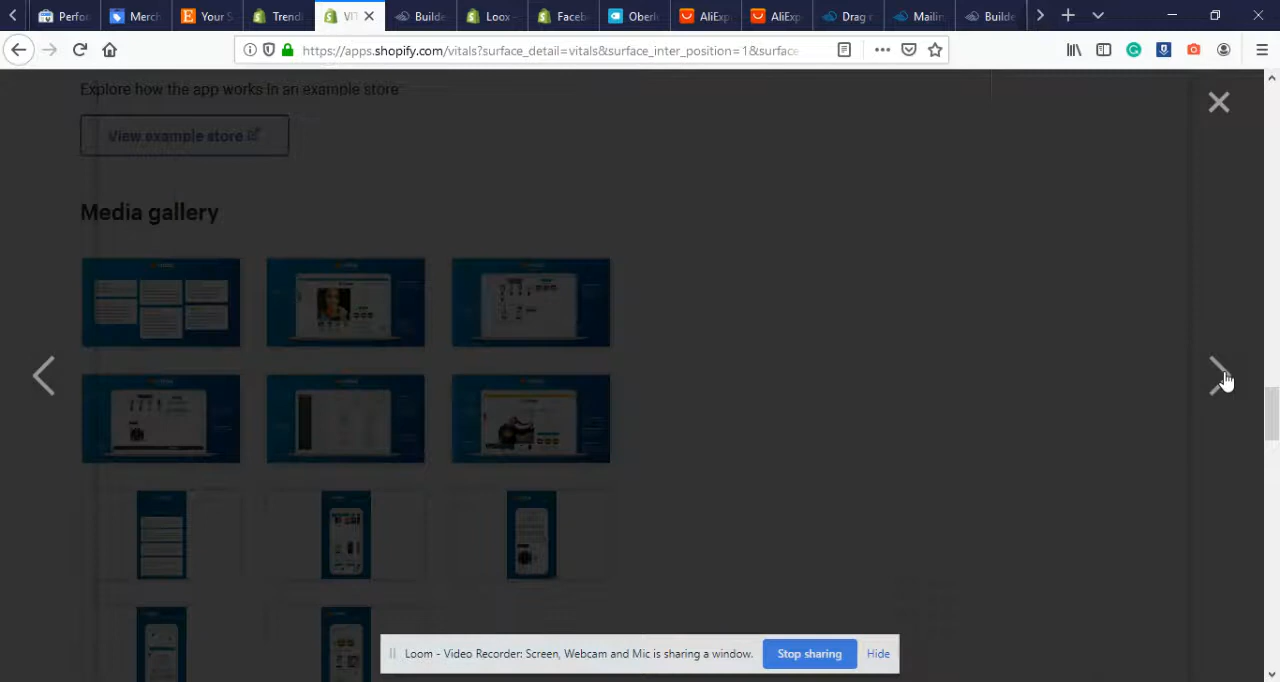 Perfo
Merch
Your S
Trendi
VIT
Builde
Loox
Faceb
Oberl
AliExp
AliExp
Drag
Mailin
Builde
https://apps.shopify.com/vitals?surface_detail=vitals&surface_inter_position=1&surface
Explore how the app works in an example store
View example store
Media gallery
Loom - Video Recorder: Screen, Webcam and Mic is sharing a window.
Stop sharing
Hide